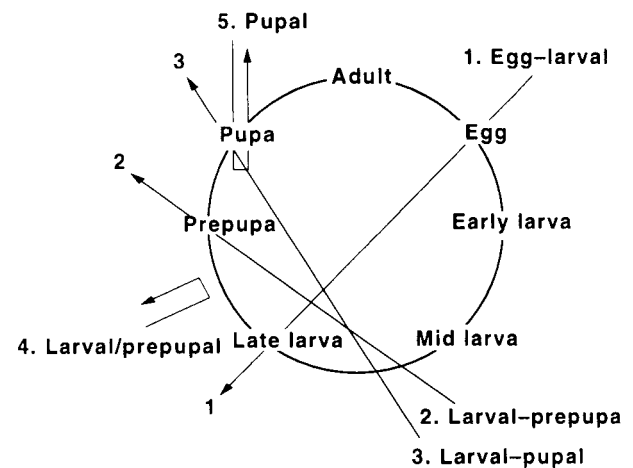 5. Pupal
3
Adult
1. Egg–larval
Pupa
Egg
2
Prepupa
Early larva
4. Larval/prepupal
Late larva
Mid larva
1
2. Larval–prepupa
3. Larval–pupal